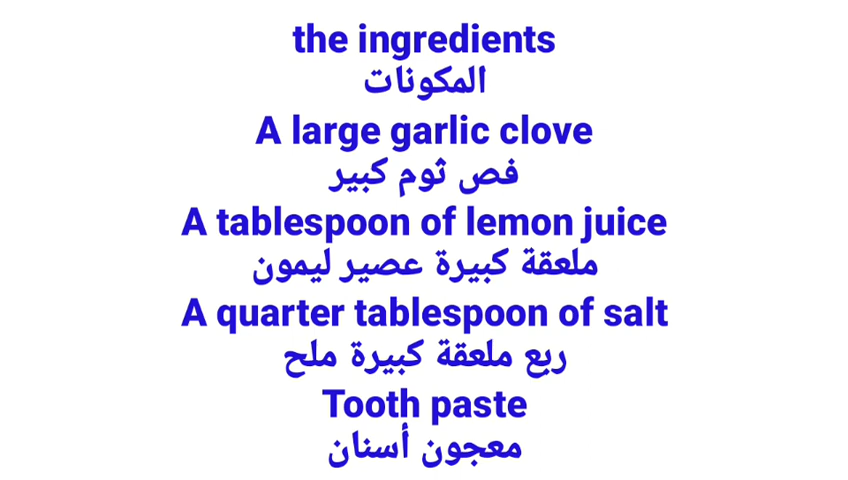 the ingredients
المكونات
A large garlic clove
فص ثوم كبير
A tablespoon of lemon juice
ملعقة كبيرة عصير ليمون
A quarter tablespoon of salt
ربع ملعقة كبيرة ملح
Tooth paste
معجون أسنان